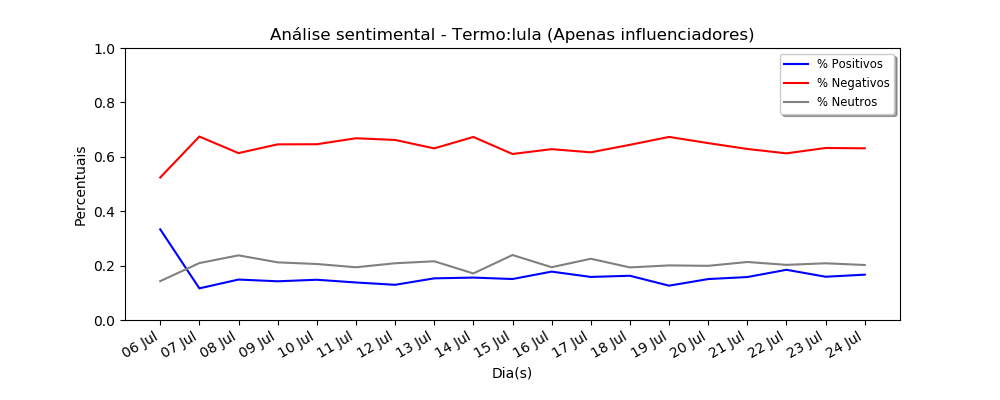 Análise sentimental - Termo:lula (Apenas influenciadores)
% Positivos
% Negativos
% Neutros
Percentuais
1.0
0.8
0.6
0.4
0.2
0.0
06 Jul
07 Jul
08 Jul
09 Jul
10 Jul
11 Jul
12 Jul
13 Jul
14 Jul
15 Jul
16 Jul
17 Jul
18 Jul
19 Jul
20 Jul
21 Jul
22 Jul
23 Jul
24 Jul
Dia(s)